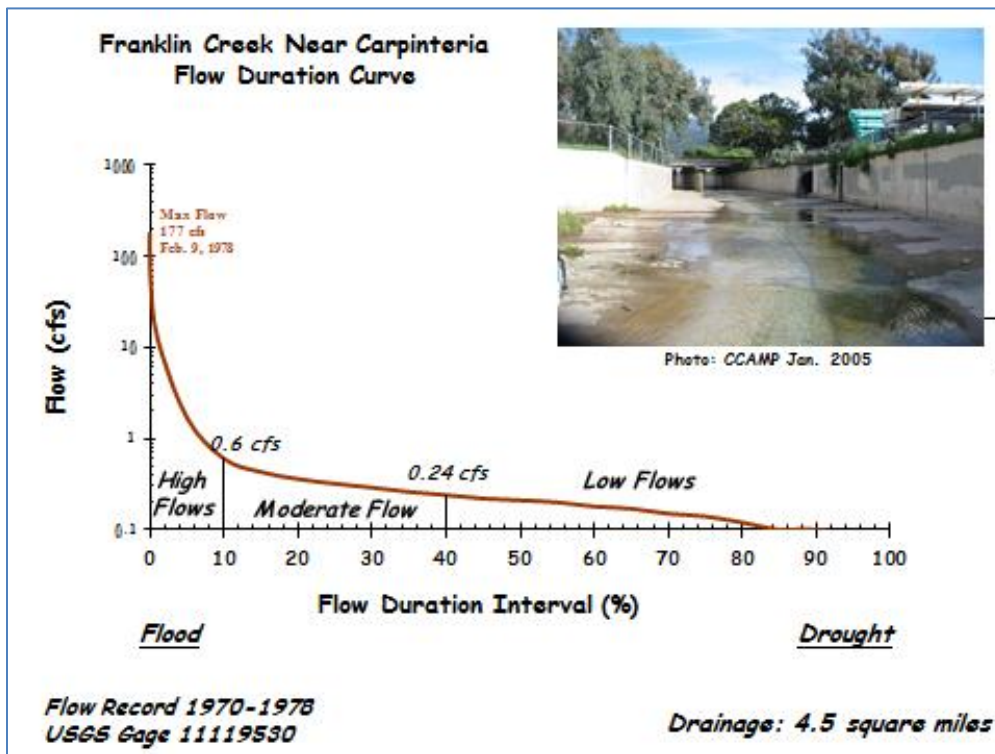 Franklin Creek Near Carpinteria
Flow Duration Curve
1000
Max Flow
177 cfs
Feb. 9, 1978
100
Flow (cfs)
10
1
0.1
0.6 cfs
0.24 cfs
High
Flows
Moderate Flow
Low Flows
0 10 20 30 40 50 60 70 80 90 100
Flow Duration Interval (%)
Flood
Drought
Photo: CCAMP Jan. 2005
Flow Record 1970-1978
USGS Gage 11119530
Drainage: 4.5 square miles